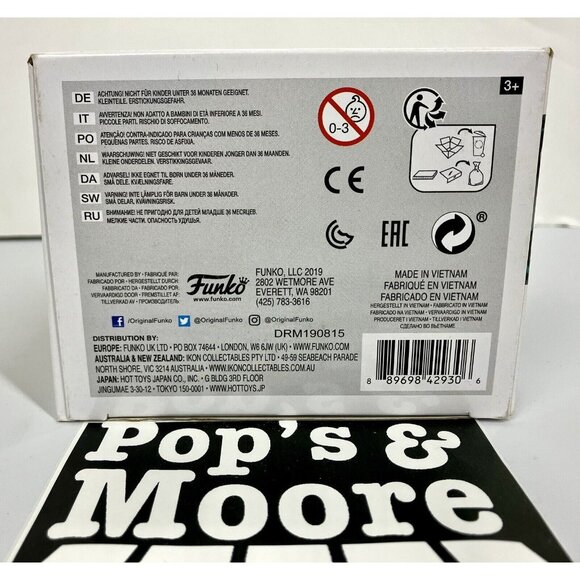 3+
DE ACHTUNG! NICHT FÜR KINDER UNTER 36 MONATEN GEEIGNET.
KLEINTEILE. ERSTICKUNGSGEFAHR.
IT AVVERTENZA! NON ADATTO A BAMBINI DI ETÀ INFERIORE A 36 MESI.
PICCOLE PARTI. RISCHIO DI SOFFOCAMENTO.
PO ATENÇÃO! CONTRA-INDICADO PARA CRIANÇAS COM MENOS DE 36 MESES.
PEQUENAS PARTES. RISCO DE ASFIXIA.
NL WAARSCHUWING! NIET GESCHIKT VOOR KINDEREN JONGER DAN 36 MAANDEN.
KLEINE ONDERDELEN. VERSTIKKINGSGEVAAR.
DA ADVARSEL! IKKE EGNET TIL BØRN UNDER 36 MÅNEDER.
SMÅ DELE. KVÆLNINGSFARE.
SW VARNING! INTE LÄMPLIG FÖR BARN UNDER 36 MÅNADER.
SMÅ DELAR, KVÄVNINGSRISK.
RU ВНИМАНИЕ! НЕ ПРИГОДНО ДЛЯ ДЕТЕЙ МЛАДШЕ 36 МЕСЯЦЕВ.
МЕЛКИЕ ЧАСТИ. ОПАСНОСТЬ УДУШЬЯ.
0-3
CE
EAC
®
MANUFACTURED BY • FABRIQUÉ PAR:
FABRICADO POR • HERGESTELLT DURCH:
FABBRICATO DA • FABRICADO POR:
VERVAARDIGD DOOR • FREMSTILLET AF:
TILLVERKAD AV • ПРОИЗВЕДЕНО:
Funko
www.funko.com
FUNKO, LLC 2019
2802 WETMORE AVE
EVERETT, WA 98201
(425) 783-3616
MADE IN VIETNAM
FABRIQUÉ EN VIETNAM
FABRICADO EN VIETNAM
HERGESTELLT IN VIETNAM • FABBRICATO IN VIETNAM
FABRICADO NA VIETNAM • VERVAARDIGD IN VIETNAM
PRODUCERET I VIETNAM • TILLVERKAD I VIETNAM
СДЕЛАНО ВО ВЬЕТНАМЕ
f /OriginalFunko @OriginalFunko @OriginalFunko
DRM190815
DISTRIBUTION BY:
EUROPE: FUNKO UK LTD • PO BOX 74644 • LONDON, W6 6JW (UK) • WWW.FUNKO.COM
AUSTRALIA & NEW ZEALAND: IKON COLLECTABLES PTY LTD • 49-59 SEABEACH PARADE
NORTH SHORE, VIC 3214 AUSTRALIA • WWW.IKONCOLLECTABLES.COM.AU
JAPAN: HOT TOYS JAPAN CO., INC. • G BLDG 3RD FLOOR
JINGUMAE 3-30-12 • TOKYO 150-0001 • WWW.HOTTOYS.JP
8 89698 42930 6
Pop's &
Moore